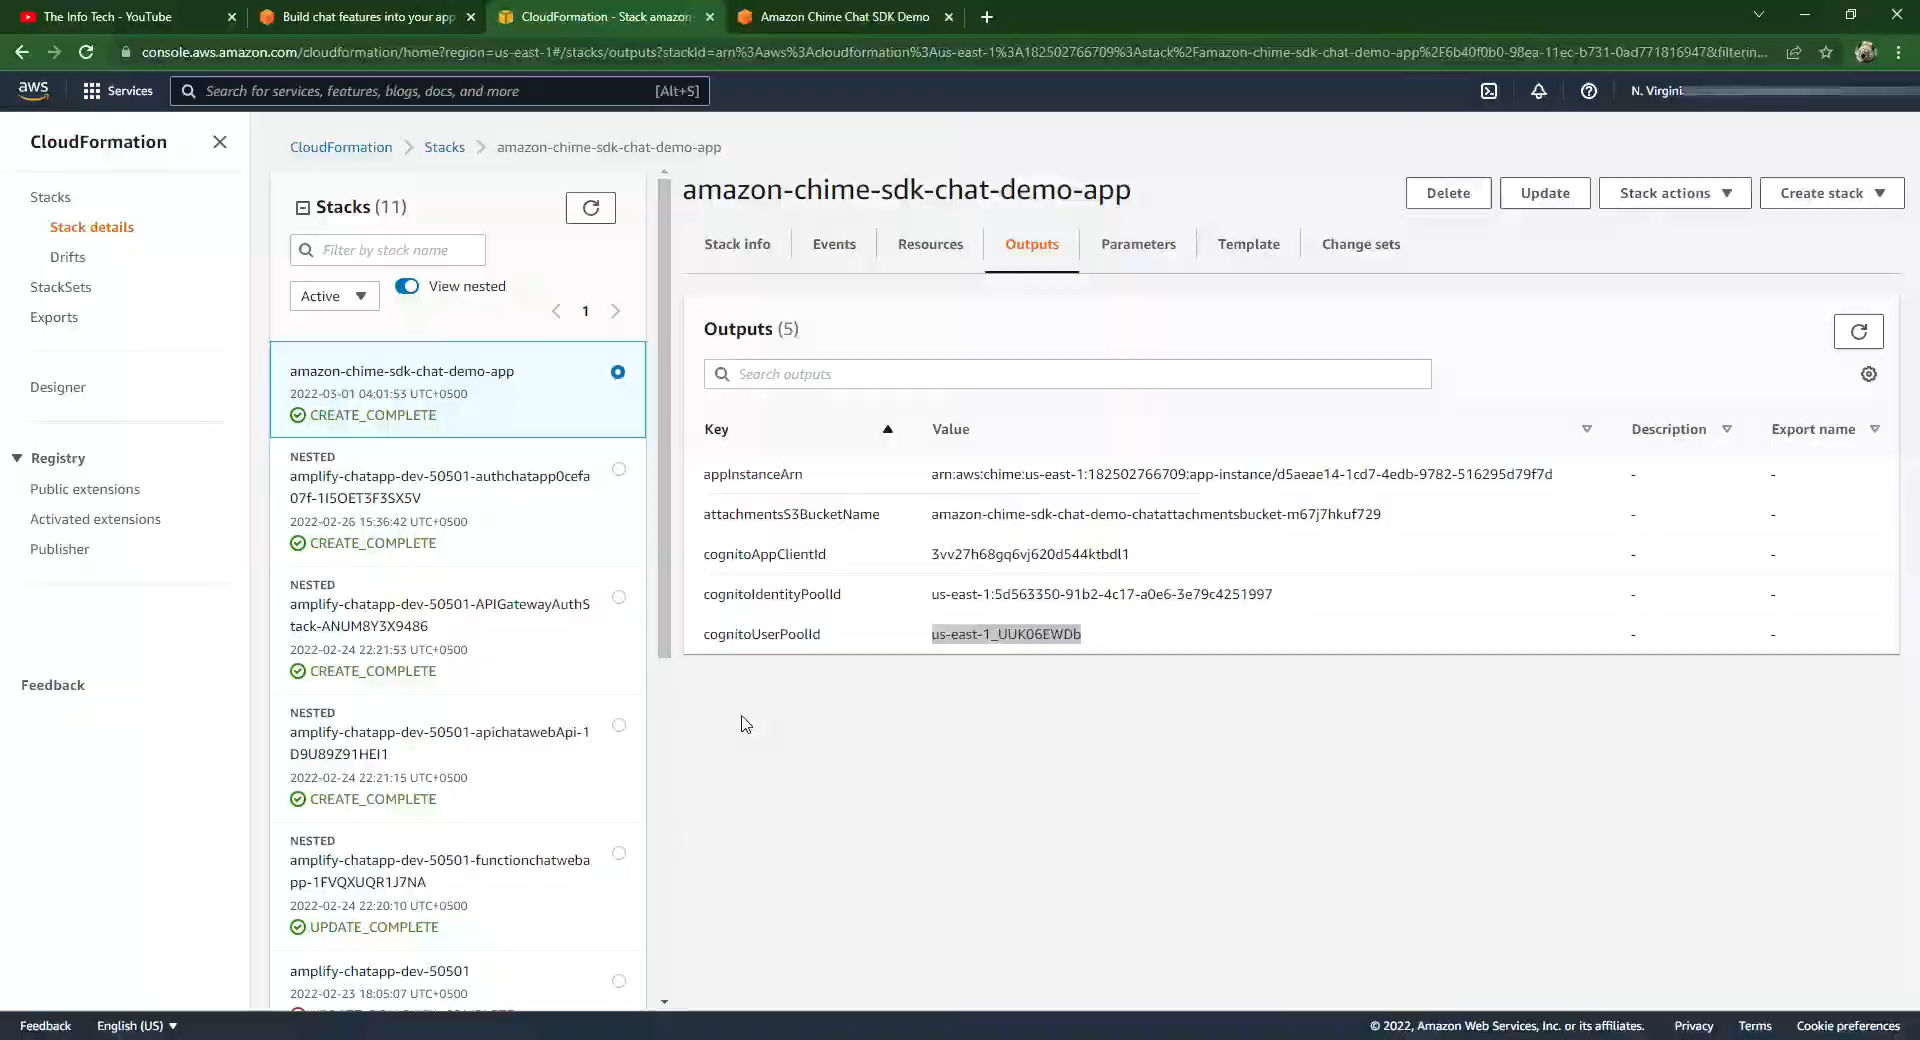 The Info Tech - YouTube
Build chat features into your app
CloudFormation - Stack amazon
Amazon Chime Chat SDK Demo
console.aws.amazon.com/cloudformation/home?region=us-east-1#/stacks/outputs?stackId=arn%3Aaws%3Acloudformation%3Aus-east-1%3A182502766709%3Astack%2Famazon-chime-sdk-chat-demo-app%2F6b40f0b0-98ea-11ec-b731-0ad771816947&filterin...
aws
Services
Search for services, features, blogs, docs, and more
[Alt+S]
N. Virgini
CloudFormation
Stacks
Stack details
Drifts
StackSets
Exports
Designer
Registry
Public extensions
Activated extensions
Publisher
Feedback
CloudFormation
Stacks
amazon-chime-sdk-chat-demo-app
Stacks (11)
Filter by stack name
Active
View nested
1
amazon-chime-sdk-chat-demo-app
2022-03-01 04:01:53 UTC+0500
CREATE_COMPLETE
NESTED
amplify-chatapp-dev-50501-authchatapp0cefa
07f-1I5OET3F3SX5V
2022-02-26 15:36:42 UTC+0500
CREATE_COMPLETE
NESTED
amplify-chatapp-dev-50501-APIGatewayAuthS
tack-ANUM8Y3X9486
2022-02-24 22:21:53 UTC+0500
CREATE_COMPLETE
NESTED
amplify-chatapp-dev-50501-apichatawebApi-1
D9U89Z91HEI1
2022-02-24 22:21:15 UTC+0500
CREATE_COMPLETE
NESTED
amplify-chatapp-dev-50501-functionchatweba
pp-1FVQXUQR1J7NA
2022-02-24 22:20:10 UTC+0500
UPDATE_COMPLETE
amplify-chatapp-dev-50501
2022-02-23 18:05:07 UTC+0500
amazon-chime-sdk-chat-demo-app
Delete
Update
Stack actions
Create stack
Stack info
Events
Resources
Outputs
Parameters
Template
Change sets
Outputs (5)
Search outputs
Key Value Description Export name
appInstanceArn arn:aws:chime:us-east-1:182502766709:app-instance/d5aeae14-1cd7-4edb-9782-516295d79f7d - -
attachmentsS3BucketName amazon-chime-sdk-chat-demo-chatattachmentsbucket-m67j7hkuf729 - -
cognitoAppClientId 3vv27h68gq6vj620d544ktbdl1 - -
cognitoIdentityPoolId us-east-1:5d563350-91b2-4c17-a0e6-3e79c4251997 - -
cognitoUserPoolId us-east-1_UUK06EWDb - -
Feedback
English (US)
© 2022, Amazon Web Services, Inc. or its affiliates.
Privacy
Terms
Cookie preferences